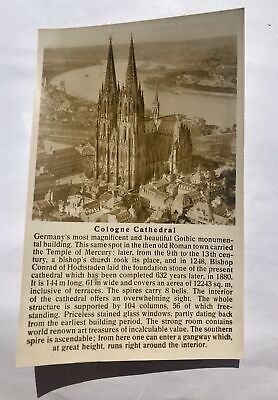 Cologne Cathedral
Germany's most magnificent and beautiful Gothic monumen-
tal building. This same spot in the then old Roman town carried
the Temple of Mercury; later, from the 9th to the 13th cen-
tury, a bishop's church took its place, and in 1248, Bishop
Conrad of Hochstaden laid the foundation stone of the present
cathedral which has been completed 632 years later, in 1880.
It is 144 m long, 61 m wide and covers an aerea of 12243 sq. m,
inclusive of terraces. The spires carry 8 bells. The interior
of the cathedral offers an overwhelming sight. The whole
structure is supported by 104 columns, 56 of which free-
standing. Priceless stained glass windows, partly dating back
from the earliest building period. The strong room contains
world renown art treasures of incalculable value. The southern
spire is ascendable; from here one can enter a gangway which,
at great height, runs right around the interior.